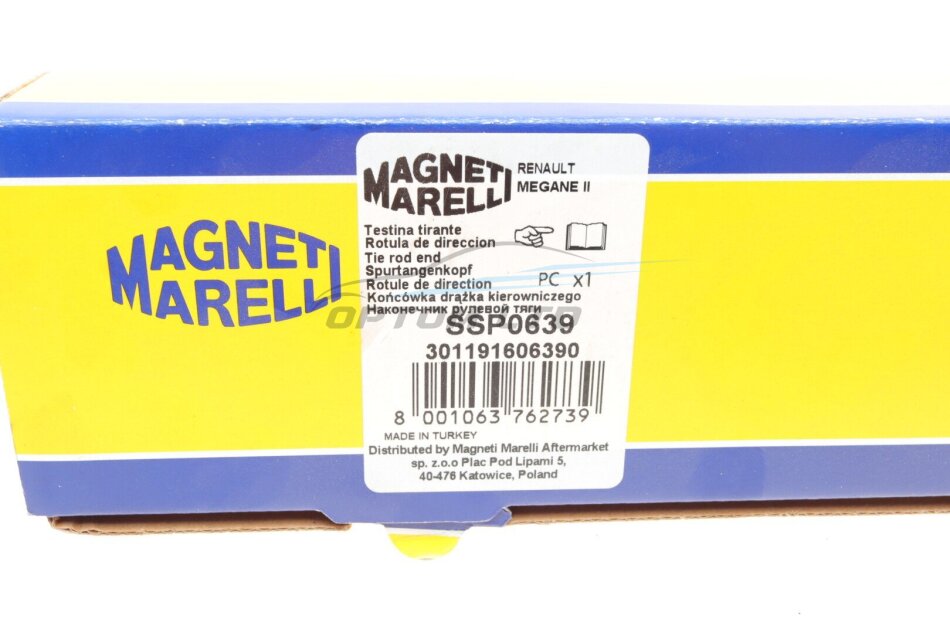 MAGNETI
MARELLI
MAGNETI
MARELLI
RENAULT
MEGANE II
Testina tirante
Rotula de direccion
Tie rod end
Spurtangenkopf
Rotule de direction
Końcówka drążka kierowniczego
Наконечник рулевой тяги
PC x1
SSP0639
301191606390
8 001063 762739
MADE IN TURKEY
Distributed by Magneti Marelli Aftermarket
sp. z.o.o Plac Pod Lipami 5,
40-476 Katowice, Poland